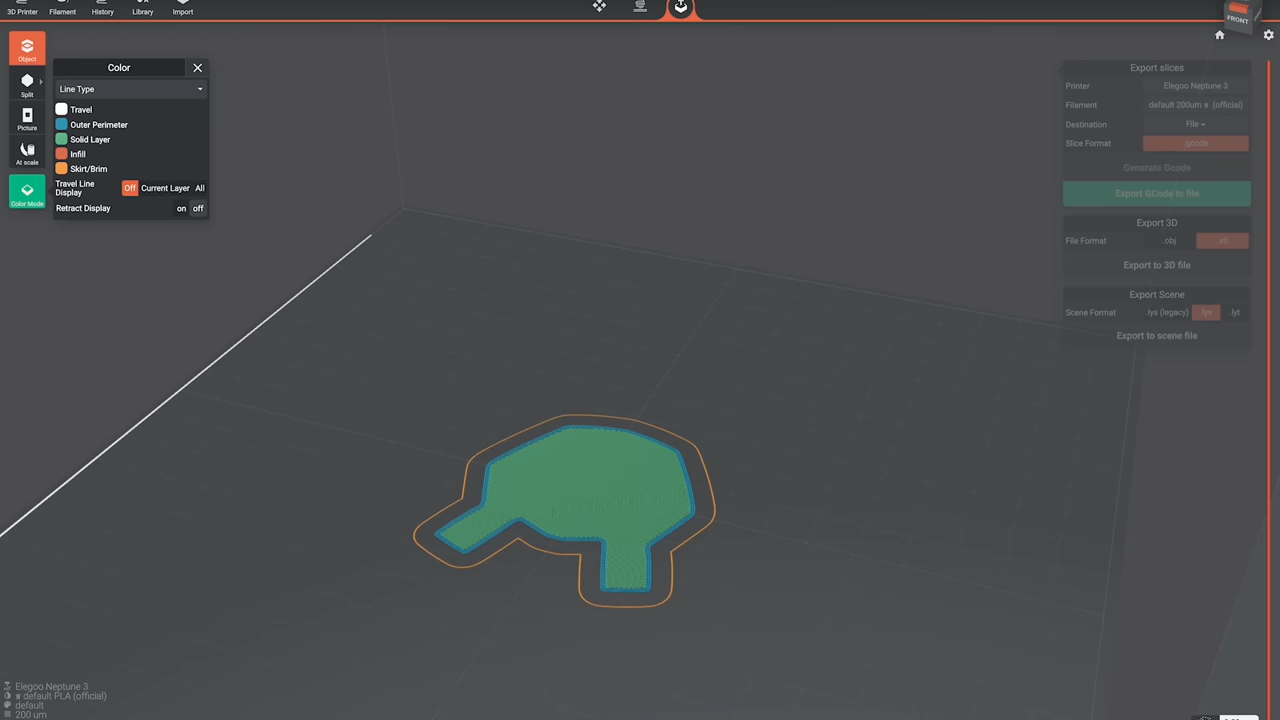 3D Printer
Filament
History
Library
Import
FRONT
Object
Split
Picture
At scale
Color Mode
Color
Line Type
Travel
Outer Perimeter
Solid Layer
Infill
Skirt/Brim
Travel Line Display Off Current Layer All
Retract Display on off
Export slices
Printer Elegoo Neptune 3
Filament default 200um (official)
Destination File
Slice Format .gcode
Generate Gcode
Export GCode to file
Export 3D
File Format .obj .stl
Export to 3D file
Export Scene
Scene Format .lys (legacy) .lys .lyt
Export to scene file
Elegoo Neptune 3
default PLA (official)
default
200 um